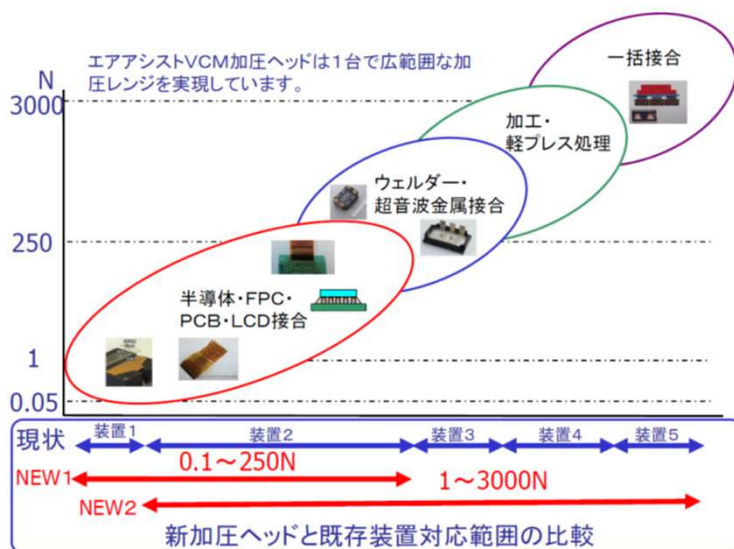 エアアシストVCM加圧ヘッドは1台で広範囲な加
圧レンジを実現しています。
N
3000
250
1
0.05
一括接合
加工・
軽プレス処理
ウェルダー・
超音波金属接合
半導体・FPC・
PCB・LCD接合
現状
装置1
装置2
装置3
装置4
装置5
NEW1
0.1～250N
NEW2
1～3000N
新加圧ヘッドと既存装置対応範囲の比較